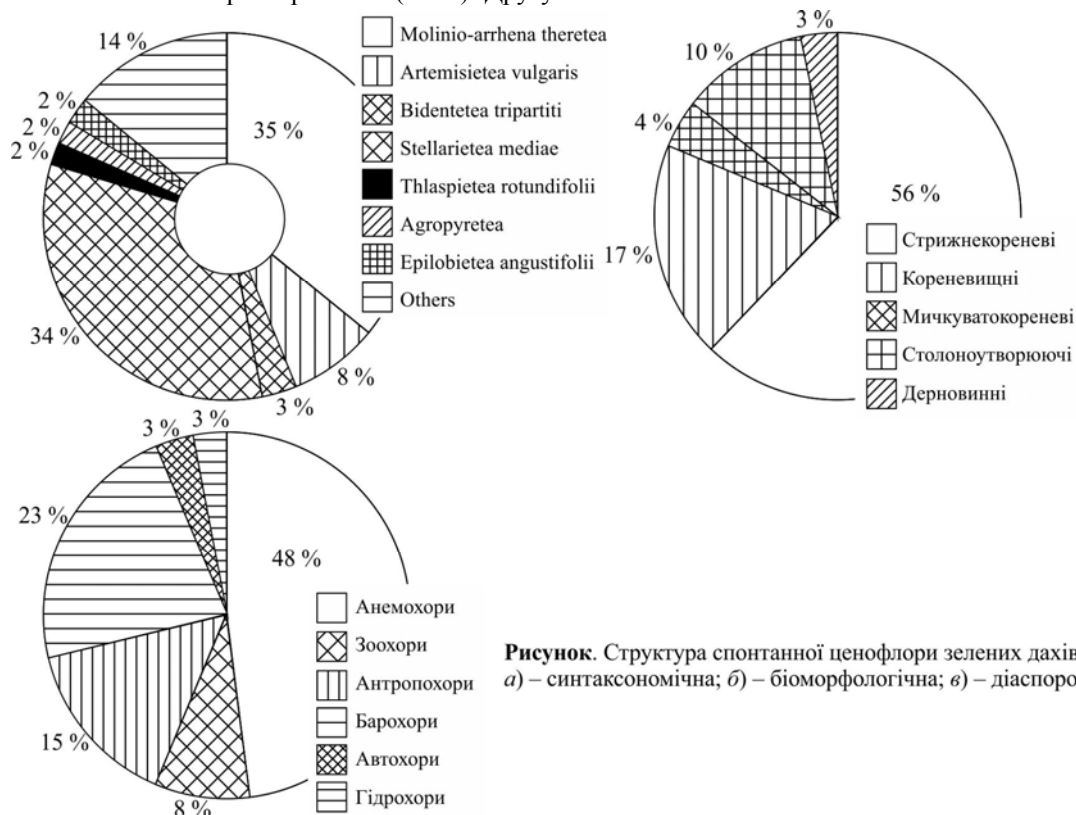 14 %
2 %
2 %
2 %
35 %
34 %
3 %
8 %
Molinio-arrhena theretea
Artemisietea vulgaris
Bidentetea tripartiti
Stellarietea mediae
Thlaspietea rotundifolii
Agropyretea
Epilobietea angustifolii
Others
3 %
10 %
4 %
17 %
56 %
Стрижнекореневі
Кореневищні
Мичкуватокореневі
Столоноутворюючі
Дерновинні
3 %
3 %
23 %
48 %
15 %
8 %
Анемохори
Зоохори
Антропохори
Барохори
Автохори
Гідрохори
Рисунок. Структура спонтанної ценофлори зелених дахів
а) – синтаксономічна; б) – біоморфологічна; в) – діаспоро